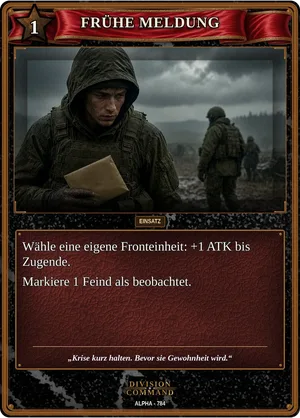 1
FRÜHE MELDUNG
EINSATZ
Wähle eine eigene Fronteinheit: +1 ATK bis
Zugende.
Markiere 1 Feind als beobachtet.
„Krise kurz halten. Bevor sie Gewohnheit wird.“
DIVISION
COMMAND
ALPHA - 784